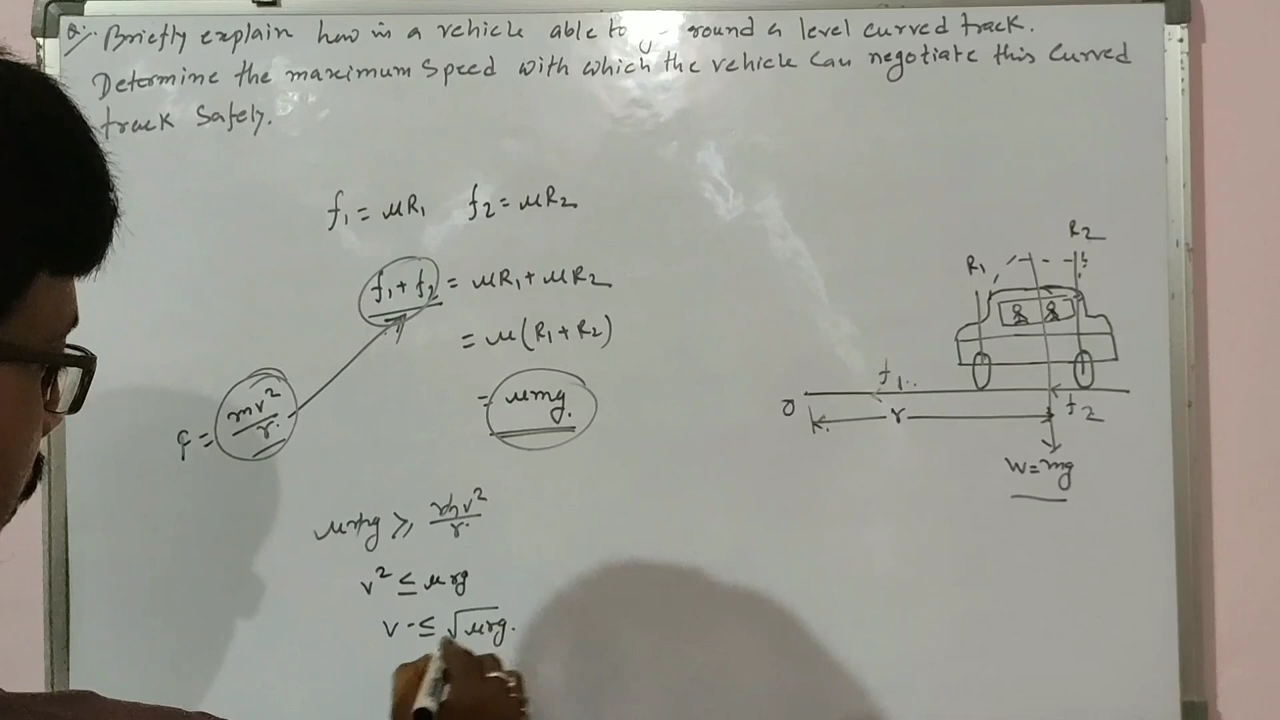 Q. Briefly explain how is a vehicle able to go round a level curved track.
Determine the maximum speed with which the vehicle can negotiate this curved
track safely.
f₁ = μR₁ f₂ = μR₂
f₁ + f₂ = μR₁ + μR₂
= μ(R₁ + R₂)
= μmg.
F = mv²/r
μmg ≥ mv²/r
v² ≤ μrg
v ≤ √μrg.
R₂
R₁
f₁
O
r
f₂
W=mg